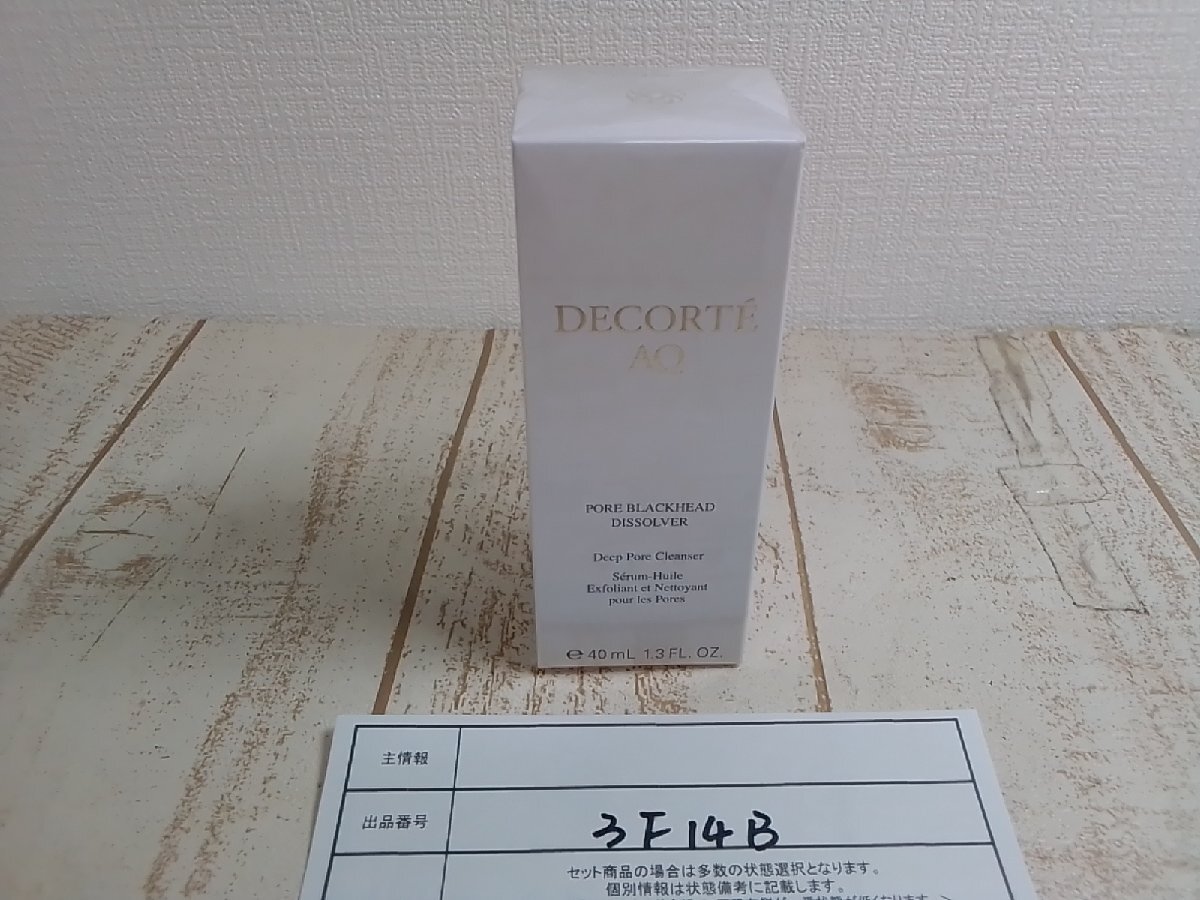 DECORTÉ
AQ
PORE BLACKHEAD
DISSOLVER
Deep Pore Cleanser
Sérum-Huile
Exfoliant et Nettoyant
pour les Pores
℮ 40 mL 1.3 FL. OZ.
主情報
出品番号 3F14B
セット商品の場合は多数の状態選択となります。
個別情報は状態備考に記載します。